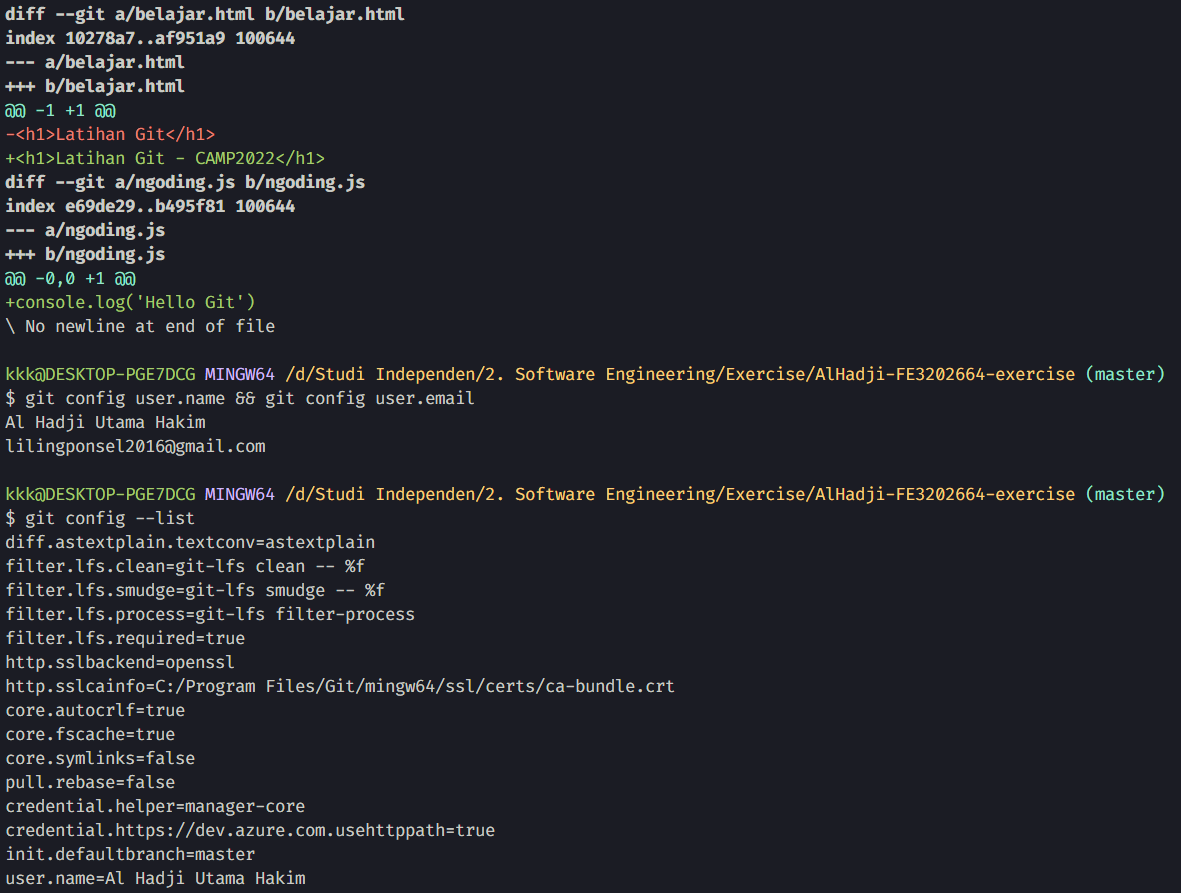 diff --git a/belajar.html b/belajar.html
index 10278a7..af951a9 100644
--- a/belajar.html
+++ b/belajar.html
@@ -1 +1 @@
-<h1>Latihan Git</h1>
+<h1>Latihan Git - CAMP2022</h1>
diff --git a/ngoding.js b/ngoding.js
index e69de29..b495f81 100644
--- a/ngoding.js
+++ b/ngoding.js
@@ -0,0 +1 @@
+console.log('Hello Git')
\ No newline at end of file
kkk@DESKTOP-PGE7DCG MINGW64 /d/Studi Independen/2. Software Engineering/Exercise/AlHadji-FE3202664-exercise (master)
$ git config user.name && git config user.email
Al Hadji Utama Hakim
lilingponsel2016@gmail.com
kkk@DESKTOP-PGE7DCG MINGW64 /d/Studi Independen/2. Software Engineering/Exercise/AlHadji-FE3202664-exercise (master)
$ git config --list
diff.astextplain.textconv=astextplain
filter.lfs.clean=git-lfs clean -- %f
filter.lfs.smudge=git-lfs smudge -- %f
filter.lfs.process=git-lfs filter-process
filter.lfs.required=true
http.sslbackend=openssl
http.sslcainfo=C:/Program Files/Git/mingw64/ssl/certs/ca-bundle.crt
core.autocrlf=true
core.fscache=true
core.symlinks=false
pull.rebase=false
credential.helper=manager-core
credential.https://dev.azure.com.usehttppath=true
init.defaultbranch=master
user.name=Al Hadji Utama Hakim